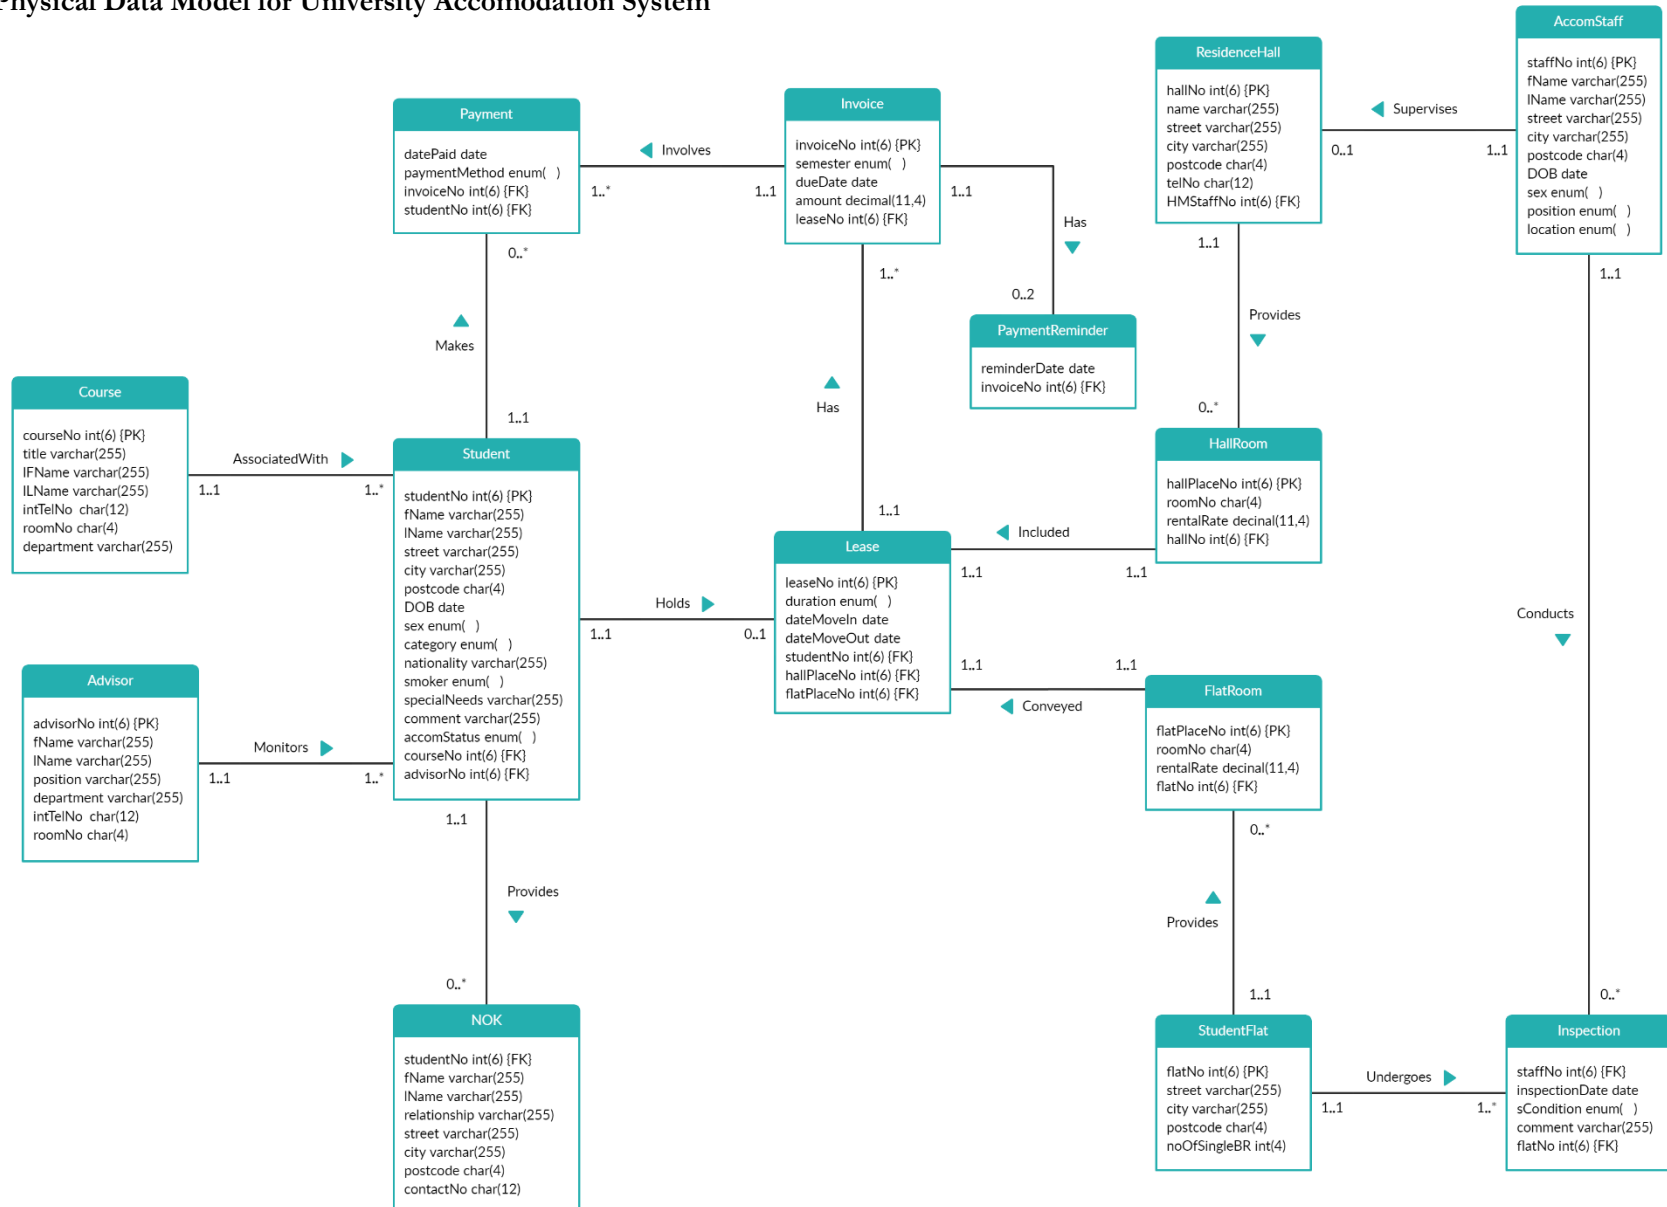 Physical Data Model for University Accomodation System
AccomStaff
staffNo int(6) {PK}
fName varchar(255)
lName varchar(255)
street varchar(255)
city varchar(255)
postcode char(4)
DOB date
sex enum( )
position enum( )
location enum( )
ResidenceHall
hallNo int(6) {PK}
name varchar(255)
street varchar(255)
city varchar(255)
postcode char(4)
telNo char(12)
HMStaffNo int(6) {FK}
Supervises
0..1
1..1
Invoice
invoiceNo int(6) {PK}
semester enum( )
dueDate date
amount decimal(11,4)
leaseNo int(6) {FK}
Payment
datePaid date
paymentMethod enum( )
invoiceNo int(6) {FK}
studentNo int(6) {FK}
Involves
1..*
1..1
1..1
Has
0..2
PaymentReminder
reminderDate date
invoiceNo int(6) {FK}
0..*
Makes
1..1
1..*
Has
1..1
1..1
Provides
0..*
1..1
Conducts
0..*
Course
courseNo int(6) {PK}
title varchar(255)
lFName varchar(255)
lLName varchar(255)
intTelNo char(12)
roomNo char(4)
department varchar(255)
AssociatedWith
1..1
1..*
Student
studentNo int(6) {PK}
fName varchar(255)
lName varchar(255)
street varchar(255)
city varchar(255)
postcode char(4)
DOB date
sex enum( )
category enum( )
nationality varchar(255)
smoker enum( )
specialNeeds varchar(255)
comment varchar(255)
accomStatus enum( )
courseNo int(6) {FK}
advisorNo int(6) {FK}
HallRoom
hallPlaceNo int(6) {PK}
roomNo char(4)
rentalRate decinal(11,4)
hallNo int(6) {FK}
Included
1..1
1..1
Lease
leaseNo int(6) {PK}
duration enum( )
dateMoveIn date
dateMoveOut date
studentNo int(6) {FK}
hallPlaceNo int(6) {FK}
flatPlaceNo int(6) {FK}
Holds
1..1
0..1
1..1
1..1
Conveyed
FlatRoom
flatPlaceNo int(6) {PK}
roomNo char(4)
rentalRate decinal(11,4)
flatNo int(6) {FK}
Advisor
advisorNo int(6) {PK}
fName varchar(255)
lName varchar(255)
position varchar(255)
department varchar(255)
intTelNo char(12)
roomNo char(4)
Monitors
1..1
1..*
1..1
Provides
0..*
0..*
Provides
1..1
NOK
studentNo int(6) {FK}
fName varchar(255)
lName varchar(255)
relationship varchar(255)
street varchar(255)
city varchar(255)
postcode char(4)
contactNo char(12)
StudentFlat
flatNo int(6) {PK}
street varchar(255)
city varchar(255)
postcode char(4)
noOfSingleBR int(4)
Undergoes
1..1
1..*
Inspection
staffNo int(6) {FK}
inspectionDate date
sCondition enum( )
comment varchar(255)
flatNo int(6) {FK}